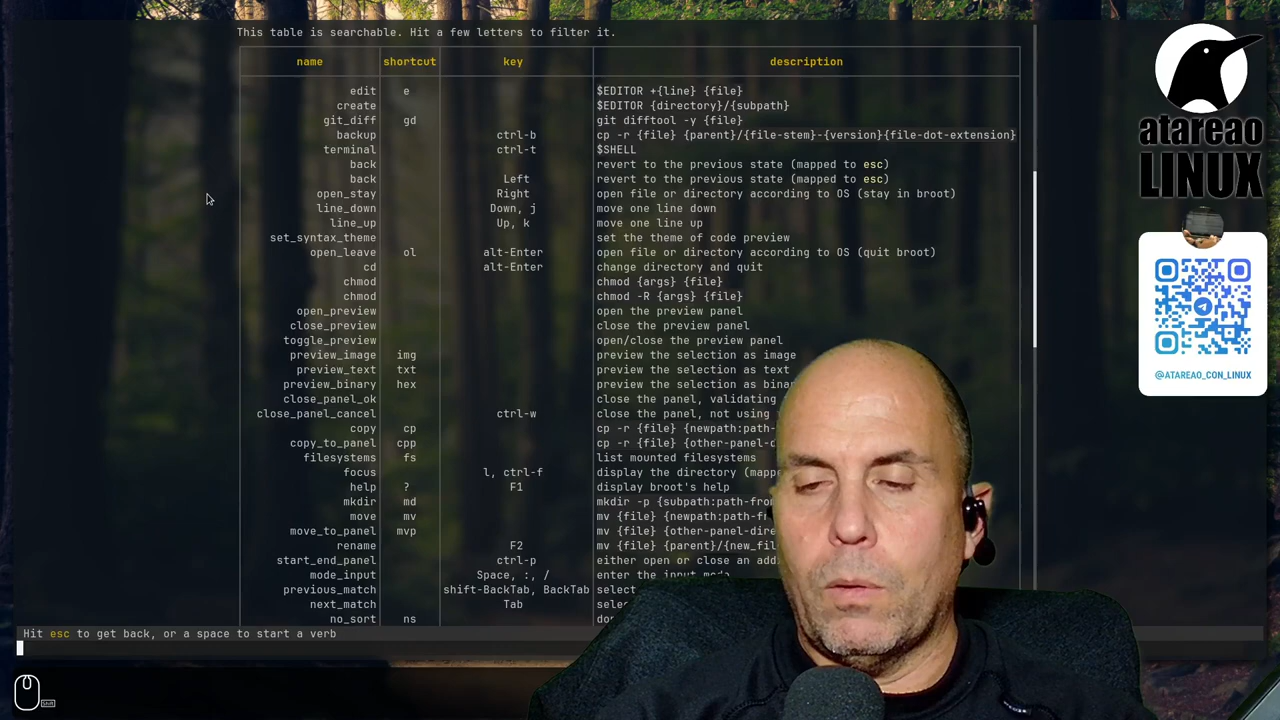 This table is searchable. Hit a few letters to filter it.
name shortcut key description
edit e $EDITOR +{line} {file}
create $EDITOR {directory}/{subpath}
git_diff gd git difftool -y {file}
backup ctrl-b cp -r {file} {parent}/{file-stem}-{version}{file-dot-extension}
terminal ctrl-t $SHELL
back revert to the previous state (mapped to esc)
back Left revert to the previous state (mapped to esc)
open_stay Right open file or directory according to OS (stay in broot)
line_down Down, j move one line down
line_up Up, k move one line up
set_syntax_theme set the theme of code preview
open_leave ol alt-Enter open file or directory according to OS (quit broot)
cd alt-Enter change directory and quit
chmod chmod {args} {file}
chmod chmod -R {args} {file}
open_preview open the preview panel
close_preview close the preview panel
toggle_preview open/close the preview panel
preview_image img preview the selection as image
preview_text txt preview the selection as text
preview_binary hex preview the selection as binar
close_panel_ok close the panel, validating
close_panel_cancel ctrl-w close the panel, not using
copy cp cp -r {file} {newpath:path-
copy_to_panel cpp cp -r {file} {other-panel-d
filesystems fs list mounted filesystems
focus l, ctrl-f display the directory (mapp
help ? F1 display broot's help
mkdir md mkdir -p {subpath:path-fro
move mv mv {file} {newpath:path-f
move_to_panel mvp mv {file} {other-panel-dire
rename F2 mv {file} {parent}/{new_fil
start_end_panel ctrl-p either open or close an add
mode_input Space, :, / enter the input mode
previous_match shift-BackTab, BackTab select
next_match Tab selec
no_sort ns
Hit esc to get back, or a space to start a verb
atareao
LINUX
@ATAREAO_CON_LINUX
Shift